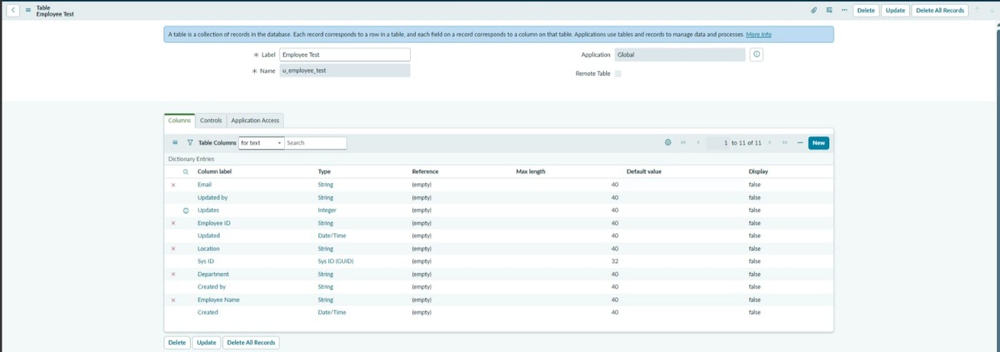 Table
Employee Test
Delete Update Delete All Records
A table is a collection of records in the database. Each record corresponds to a row in a table, and each field on a record corresponds to a column on that table. Applications use tables and records to manage data and processes. More Info
* Label Employee Test Application Global
* Name u_employee_test Remote Table
Columns Controls Application Access
Table Columns for text Search 1 to 11 of 11 New
Dictionary Entries
Column label Type Reference Max length Default value Display
Email String (empty) 40 false
Updated by String (empty) 40 false
Updates Integer (empty) 40 false
Employee ID String (empty) 40 false
Updated Date/Time (empty) 40 false
Location String (empty) 40 false
Sys ID Sys ID (GUID) (empty) 32 false
Department String (empty) 40 false
Created by String (empty) 40 false
Employee Name String (empty) 40 false
Created Date/Time (empty) 40 false
Delete Update Delete All Records